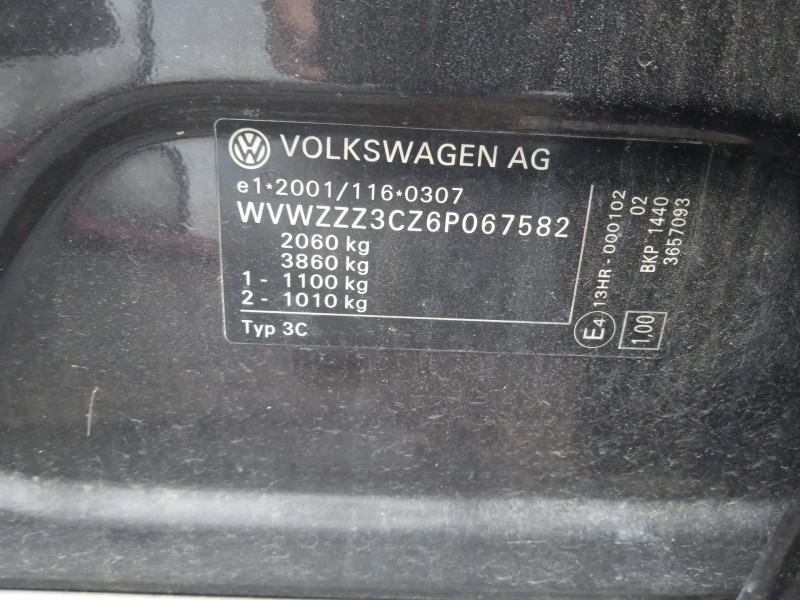 VOLKSWAGEN AG
e1*2001/116*0307
WVWZZZ3CZ6P067582
2060 kg
3860 kg
1 - 1100 kg
2 - 1010 kg
Typ 3C
E4 13HR - 000102
02
1,00 BKP 1440
3657093